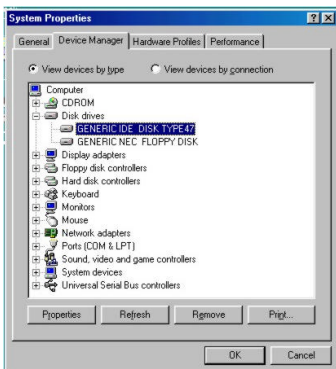 System Properties
General Device Manager Hardware Profiles Performance
View devices by type View devices by connection
Computer
CDROM
Disk drives
GENERIC IDE DISK TYPE47
GENERIC NEC FLOPPY DISK
Display adapters
Floppy disk controllers
Hard disk controllers
Keyboard
Monitors
Mouse
Network adapters
Ports (COM & LPT)
Sound, video and game controllers
System devices
Universal Serial Bus controllers
Properties Refresh Remove Print...
OK Cancel